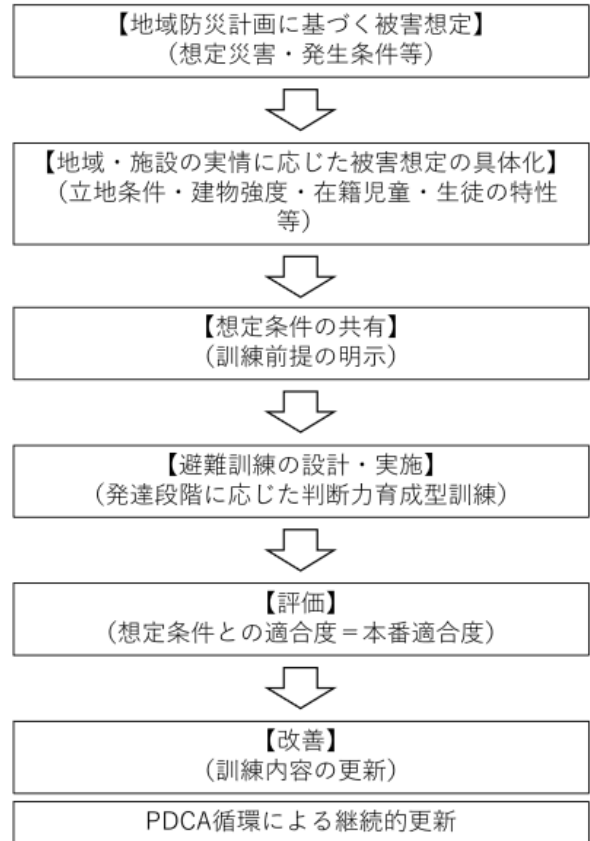 【地域防災計画に基づく被害想定】
（想定災害・発生条件等）
【地域・施設の実情に応じた被害想定の具体化】
（立地条件・建物強度・在籍児童・生徒の特性
等）
【想定条件の共有】
（訓練前提の明示）
【避難訓練の設計・実施】
（発達段階に応じた判断力育成型訓練）
【評価】
（想定条件との適合度＝本番適合度）
【改善】
（訓練内容の更新）
PDCA循環による継続的更新